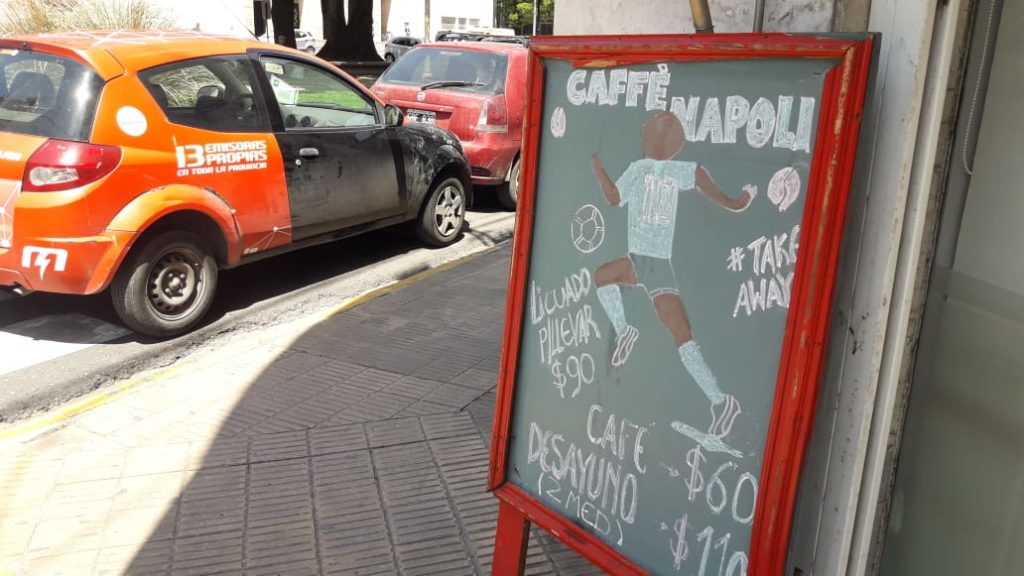 13 EMISORAS
PROPIAS
EN TODA LA PROVINCIA
CAFFÈ NAPOLI
10
#TAKE
AWAY
LICUADO
P/LLEVAR
$90
CAFE $60
DESAYUNO $110
(2 MED)